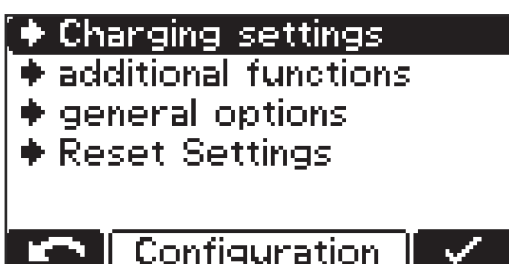 Charging settings
additional functions
general options
Reset Settings
Configuration